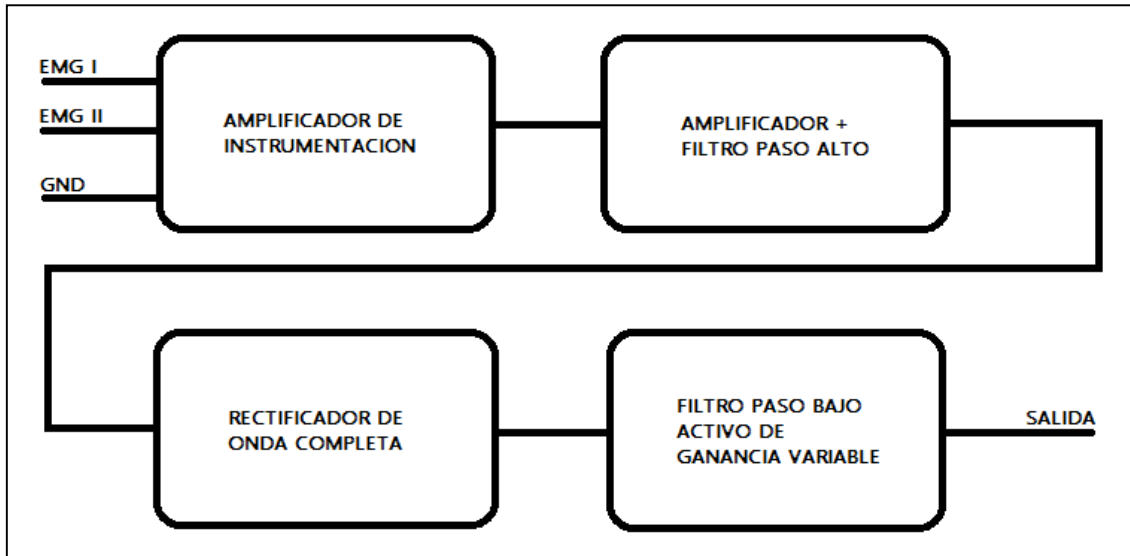 EMG I
EMG II
GND
AMPLIFICADOR DE
INSTRUMENTACION
AMPLIFICADOR +
FILTRO PASO ALTO
RECTIFICADOR DE
ONDA COMPLETA
FILTRO PASO BAJO
ACTIVO DE
GANANCIA VARIABLE
SALIDA